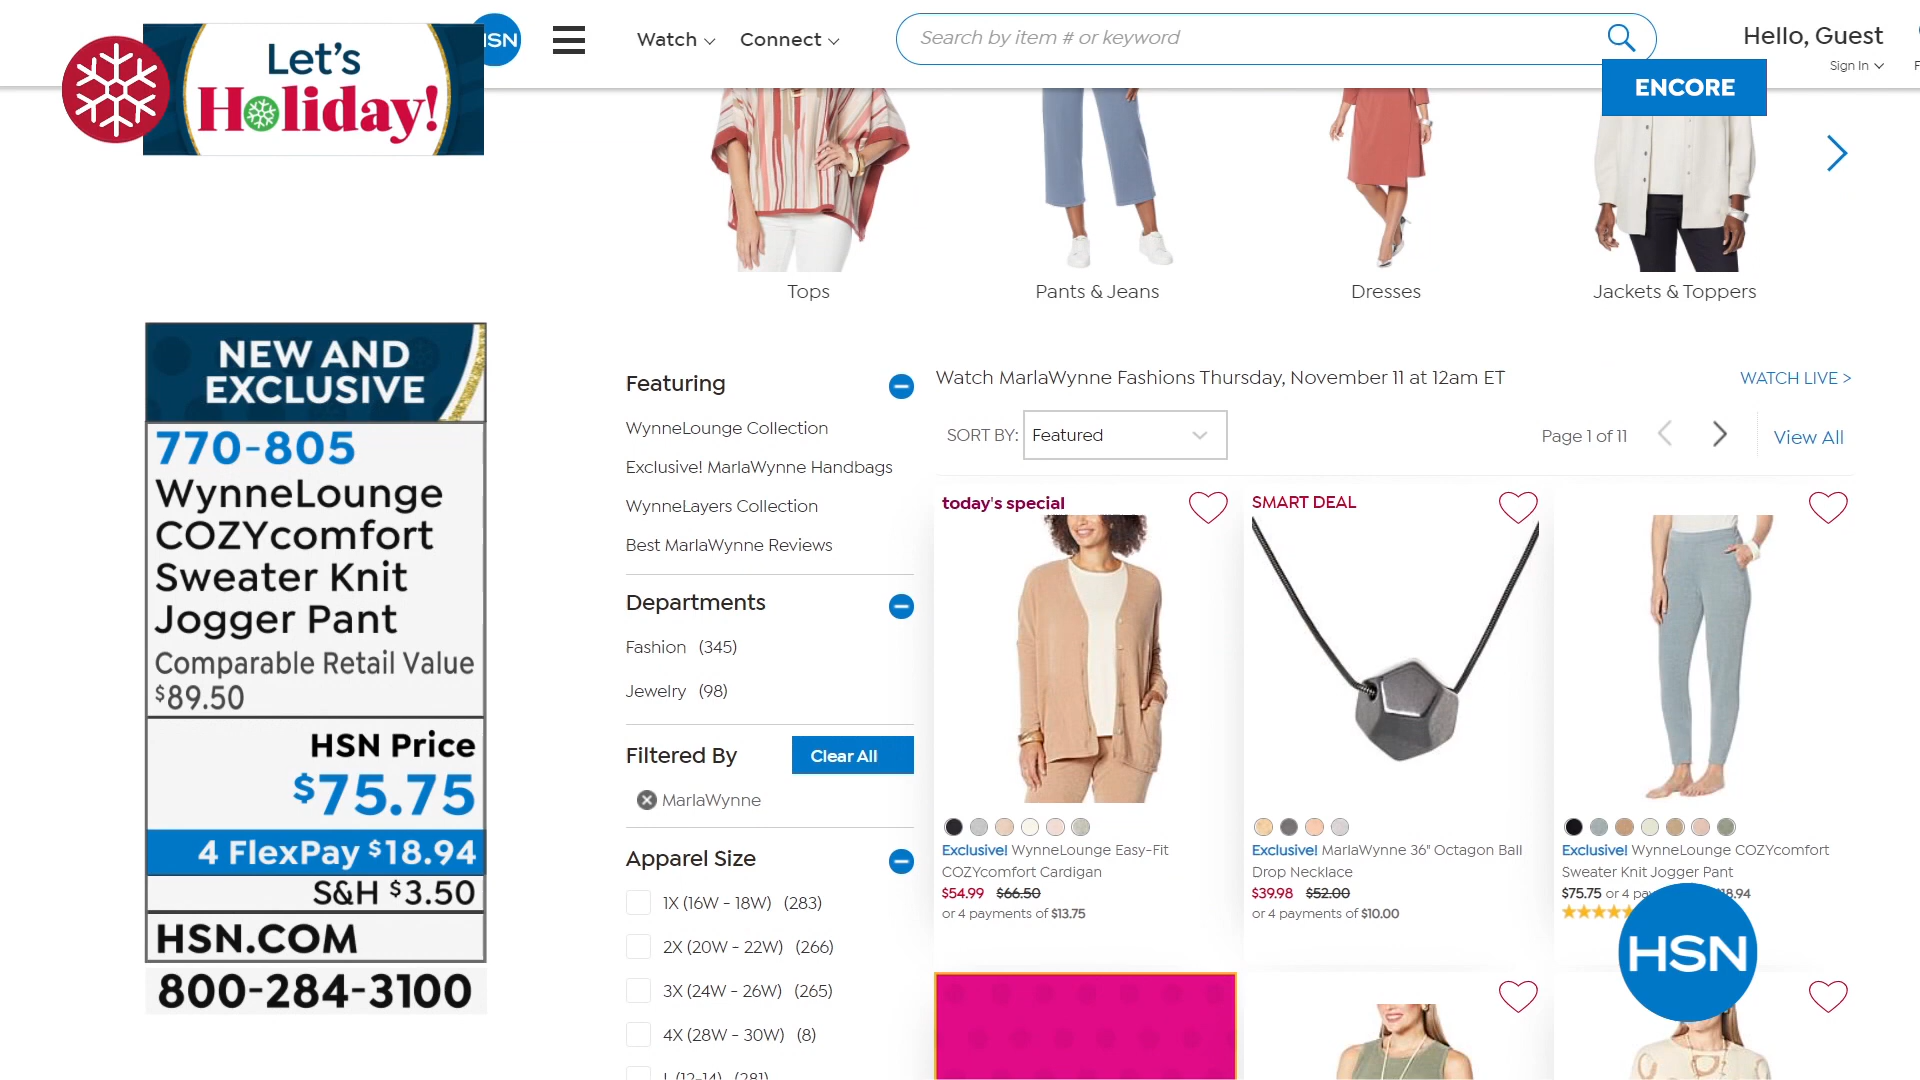 Let's
Holiday!
HSN
Watch
Connect
Search by item # or keyword
Hello, Guest
Sign In
ENCORE
Tops
Pants & Jeans
Dresses
Jackets & Toppers
NEW AND
EXCLUSIVE
770-805
WynneLounge
COZYcomfort
Sweater Knit
Jogger Pant
Comparable Retail Value
$89.50
HSN Price
$75.75
4 FlexPay $18.94
S&H $3.50
HSN.COM
800-284-3100
Featuring
WynneLounge Collection
Exclusive! MarlaWynne Handbags
WynneLayers Collection
Best MarlaWynne Reviews
Departments
Fashion (345)
Jewelry (98)
Filtered By
Clear All
MarlaWynne
Apparel Size
1X (16W - 18W) (283)
2X (20W - 22W) (266)
3X (24W - 26W) (265)
4X (28W - 30W) (8)
L (12-14) (281)
Watch MarlaWynne Fashions Thursday, November 11 at 12am ET
WATCH LIVE >
SORT BY: Featured
Page 1 of 11
View All
today's special
Exclusive! WynneLounge Easy-Fit
COZYcomfort Cardigan
$54.99 $66.50
or 4 payments of $13.75
SMART DEAL
Exclusive! MarlaWynne 36" Octagon Ball
Drop Necklace
$39.98 $52.00
or 4 payments of $10.00
Exclusive! WynneLounge COZYcomfort
Sweater Knit Jogger Pant
$75.75 or 4 pa 18.94
HSN